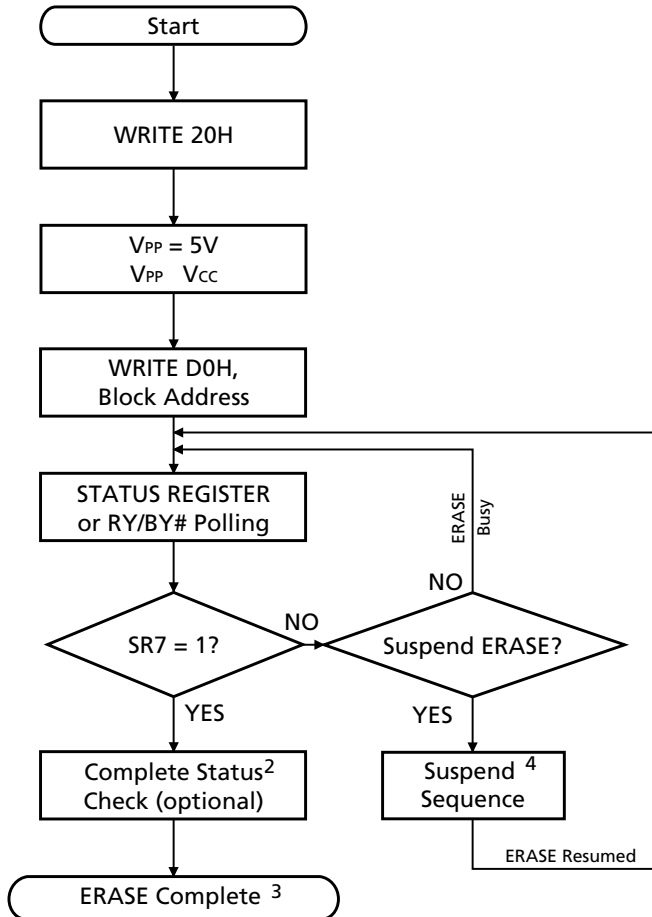 Start
WRITE 20H
VPP = 5V
VPP VCC
WRITE D0H,
Block Address
STATUS REGISTER
or RY/BY# Polling
ERASE
Busy
NO
SR7 = 1?
NO
Suspend ERASE?
YES
YES
Complete Status2
Check (optional)
Suspend 4
Sequence
ERASE Resumed
ERASE Complete 3